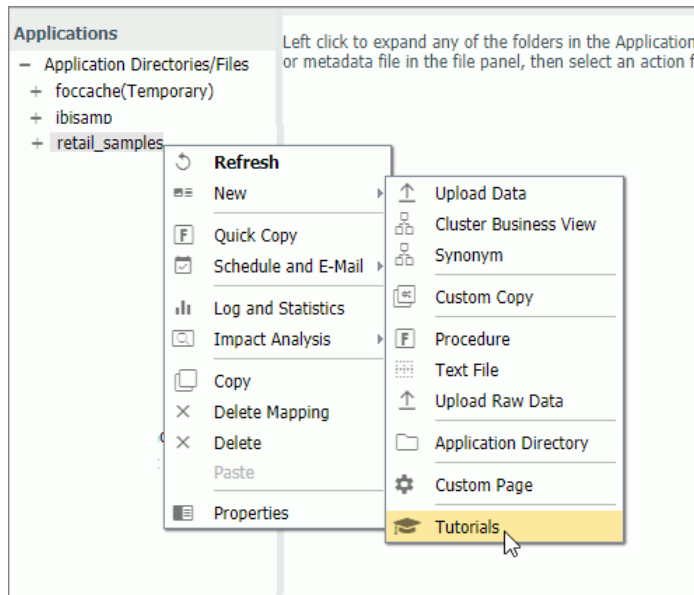 Applications
Left click to expand any of the folders in the Application
or metadata file in the file panel, then select an action f
Application Directories/Files
foccache(Temporary)
ibisamp
retail_samples
Refresh
New
Quick Copy
Schedule and E-Mail
Log and Statistics
Impact Analysis
Copy
Delete Mapping
Delete
Paste
Properties
Upload Data
Cluster Business View
Synonym
Custom Copy
Procedure
Text File
Upload Raw Data
Application Directory
Custom Page
Tutorials